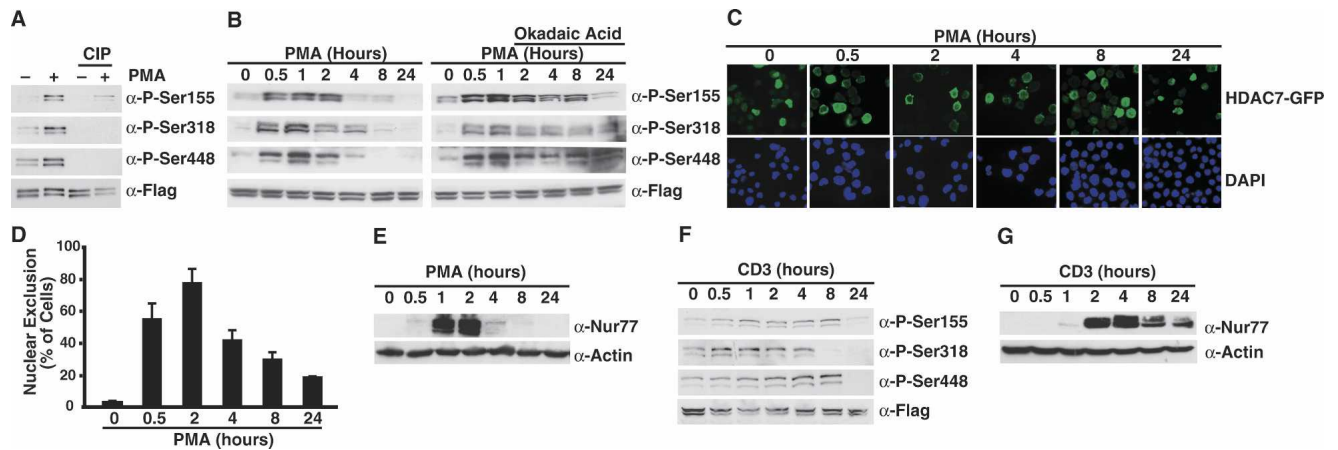 A
CIP
– + – + PMA
α-P-Ser155
α-P-Ser318
α-P-Ser448
α-Flag
B
Okadaic Acid
PMA (Hours) PMA (Hours)
0 0.5 1 2 4 8 24 0 0.5 1 2 4 8 24
α-P-Ser155
α-P-Ser318
α-P-Ser448
α-Flag
C
PMA (Hours)
0 0.5 2 4 8 24
HDAC7-GFP
DAPI
D
Nuclear Exclusion
(% of Cells)
100
80
60
40
20
0
0 0.5 2 4 8 24
PMA (hours)
E
PMA (hours)
0 0.5 1 2 4 8 24
α-Nur77
α-Actin
F
CD3 (hours)
0 0.5 1 2 4 8 24
α-P-Ser155
α-P-Ser318
α-P-Ser448
α-Flag
G
CD3 (hours)
0 0.5 1 2 4 8 24
α-Nur77
α-Actin